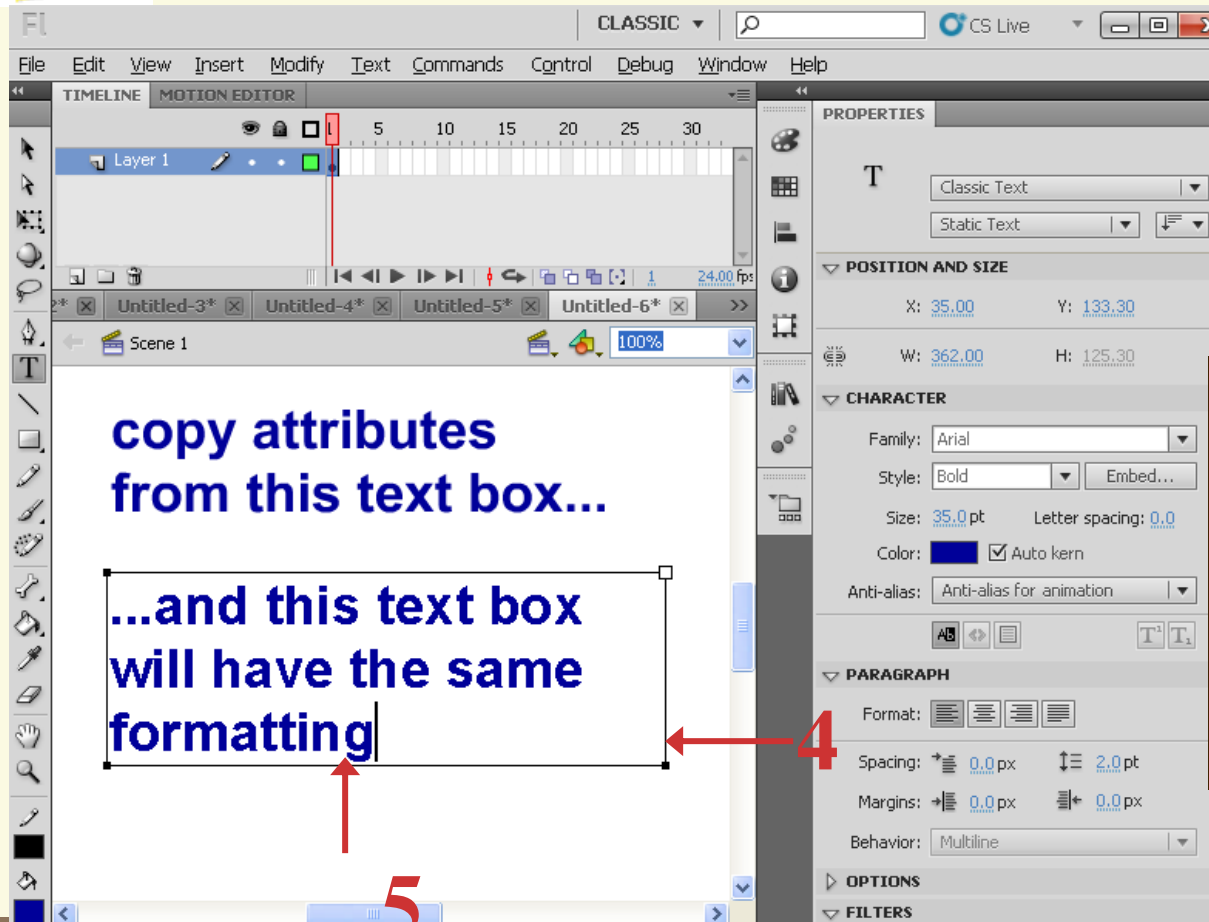 Fl CLASSIC CS Live
File Edit View Insert Modify Text Commands Control Debug Window Help
TIMELINE MOTION EDITOR
5 10 15 20 25 30
Layer 1
1 24.00 fps
2* Untitled-3* Untitled-4* Untitled-5* Untitled-6* >>
Scene 1 100%
copy attributes
from this text box...
...and this text box
will have the same
formatting
4
5
PROPERTIES
T Classic Text
Static Text
POSITION AND SIZE
X: 35.00 Y: 133.30
W: 362.00 H: 125.30
CHARACTER
Family: Arial
Style: Bold Embed...
Size: 35.0 pt Letter spacing: 0.0
Color: Auto kern
Anti-alias: Anti-alias for animation
T¹ T₁
PARAGRAPH
Format:
Spacing: 0.0 px 2.0 pt
Margins: 0.0 px 0.0 px
Behavior: Multiline
OPTIONS
FILTERS